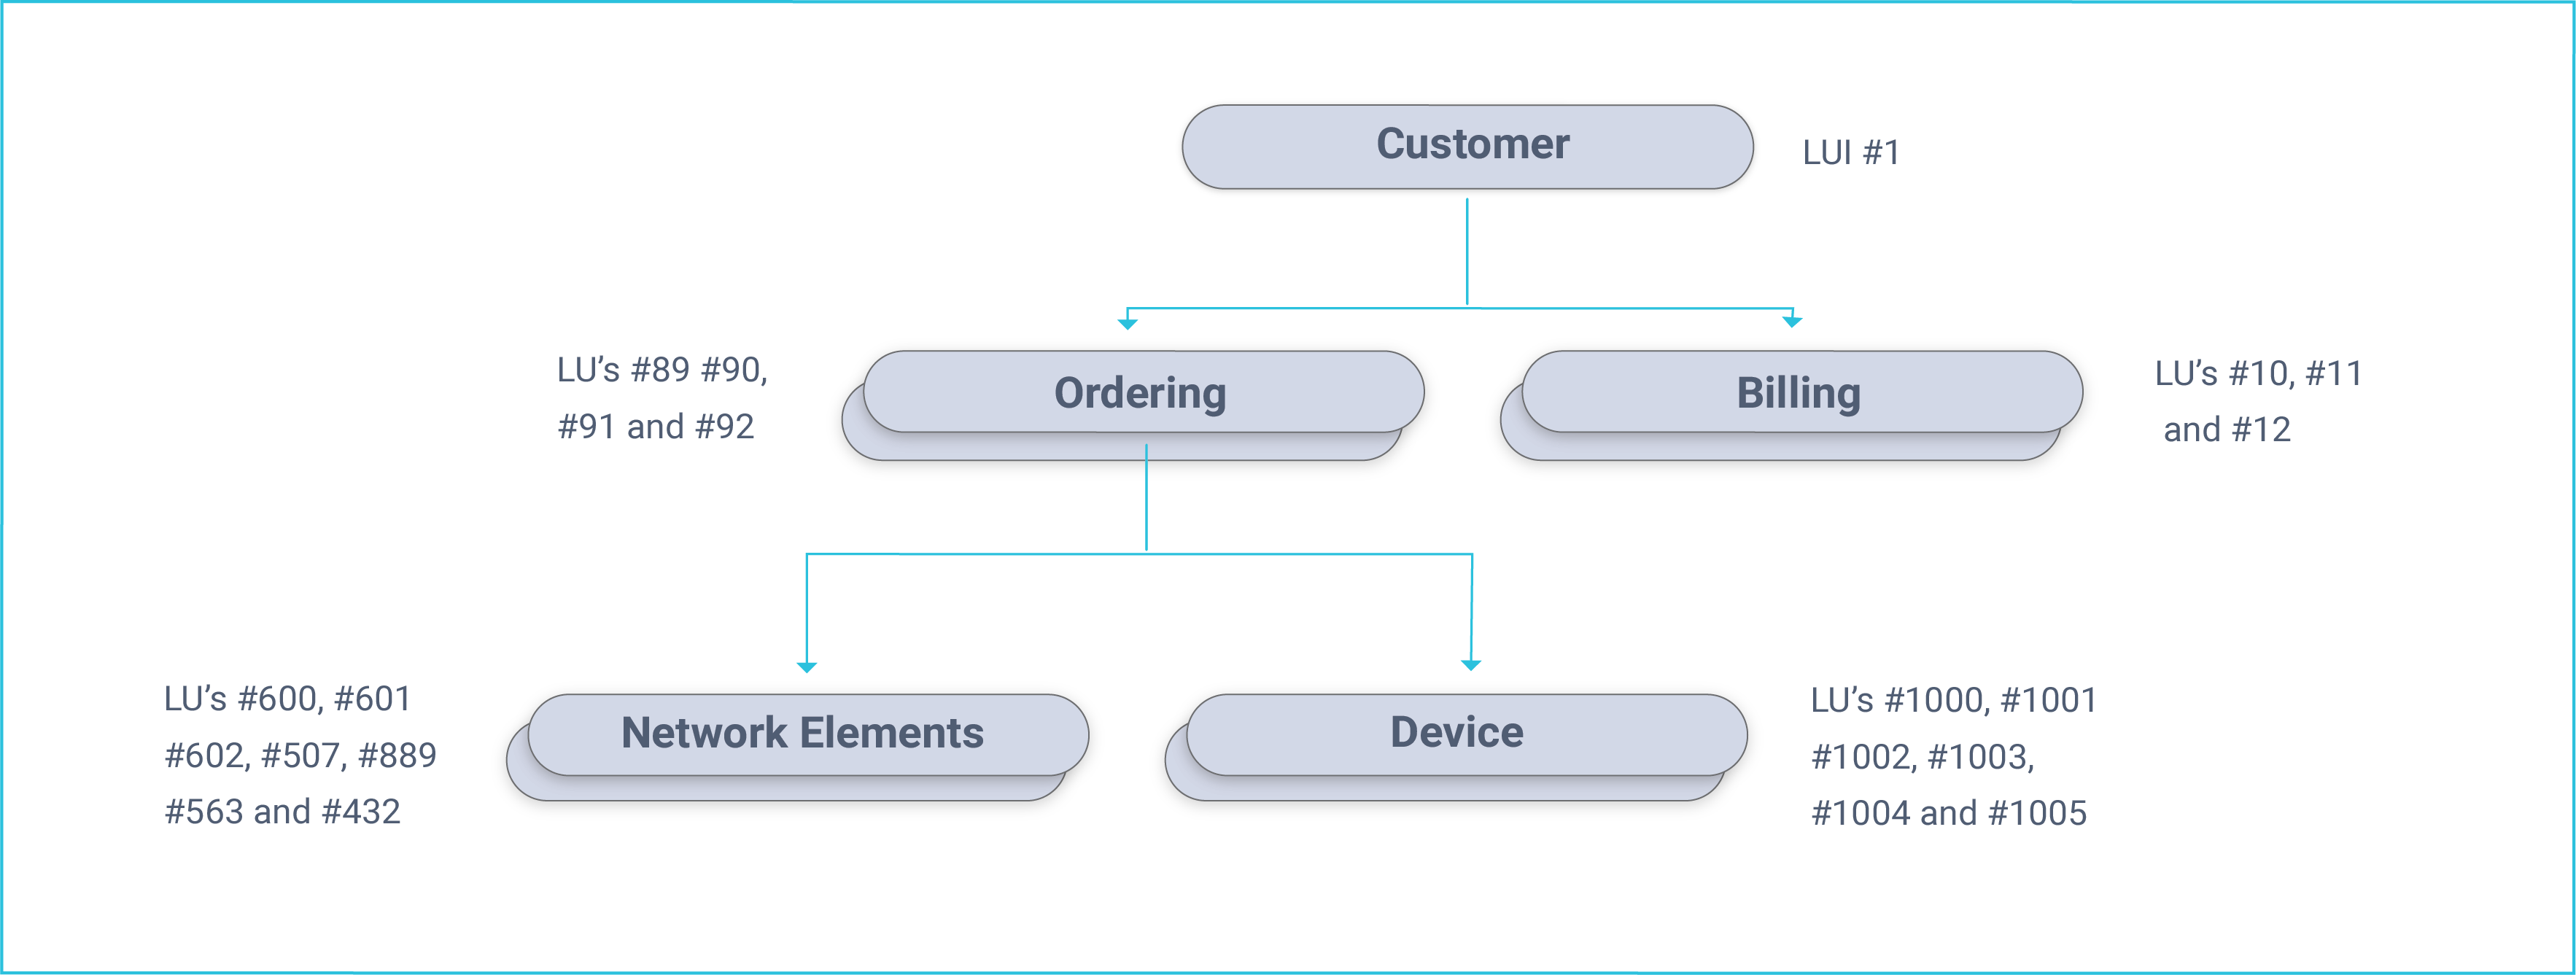 Customer
LUI #1
LU’s #89 #90,
#91 and #92
Ordering
Billing
LU’s #10, #11
and #12
LU’s #600, #601
#602, #507, #889
#563 and #432
Network Elements
Device
LU’s #1000, #1001
#1002, #1003,
#1004 and #1005